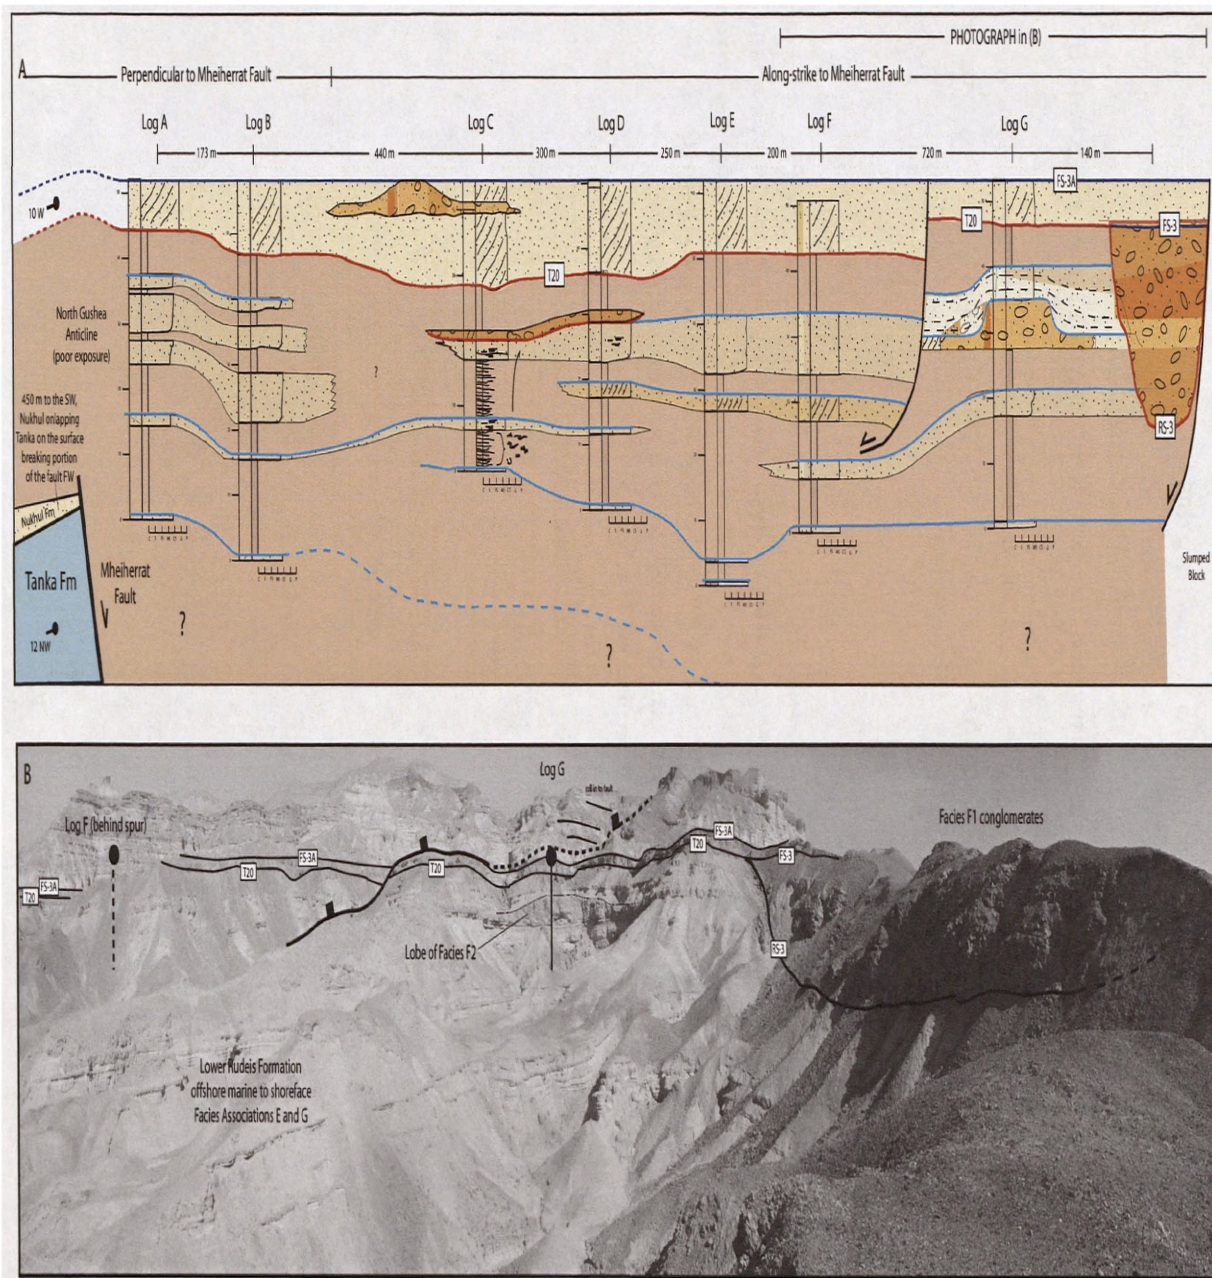 PHOTOGRAPH in (B)
A
Perpendicular to Mheiherrat Fault
Along-strike to Mheiherrat Fault
Log A
Log B
Log C
Log D
Log E
Log F
Log G
173 m
440 m
300 m
250 m
200 m
720 m
140 m
FS-3A
10 W
T20
FS-3
T20
North Gushea
Anticline
(poor exposure)
?
450 m to the SW,
Nukhul onlapping
Tanka on the surface
breaking portion
of the fault FW
RS-3
Nukhul Fm
Tanka Fm
Mheiherrat
Fault
Slumped
Block
12 NW
?
?
?
B
Log G
Log F (behind spur)
Facies F1 conglomerates
FS-3A
FS-3A
T20
FS-3
FS-3A
T20
T20
T20
Lobe of Facies F2
RS-3
Lower Rudeis Formation
offshore marine to shoreface
Facies Associations E and G